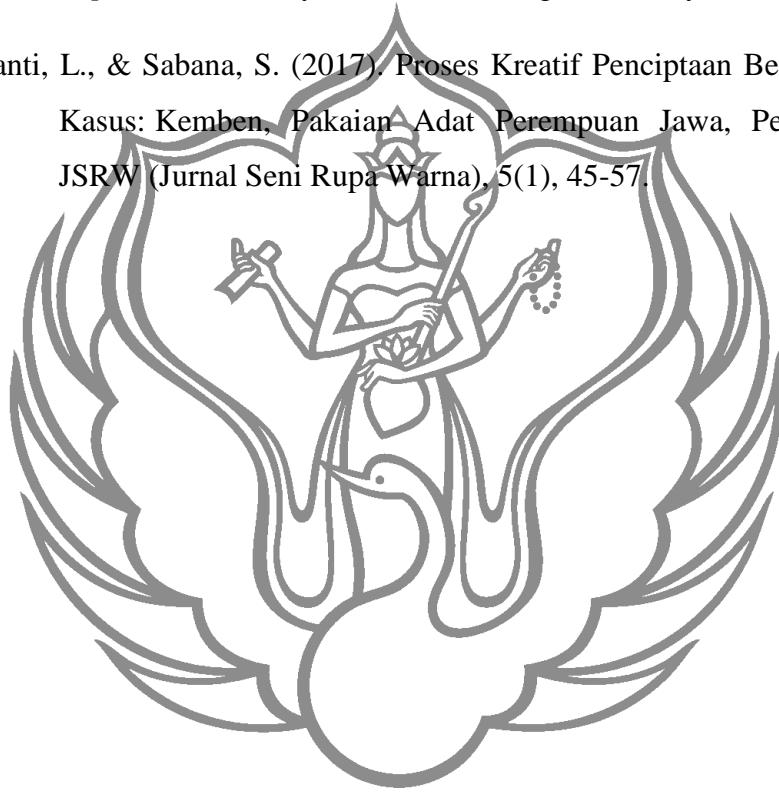 anti, L., & Sabana, S. (2017). Proses Kreatif Penciptaan Be
Kasus: Kemben, Pakaian Adat Perempuan Jawa, Pe
JSRW (Jurnal Seni Rupa Warna), 5(1), 45-57.